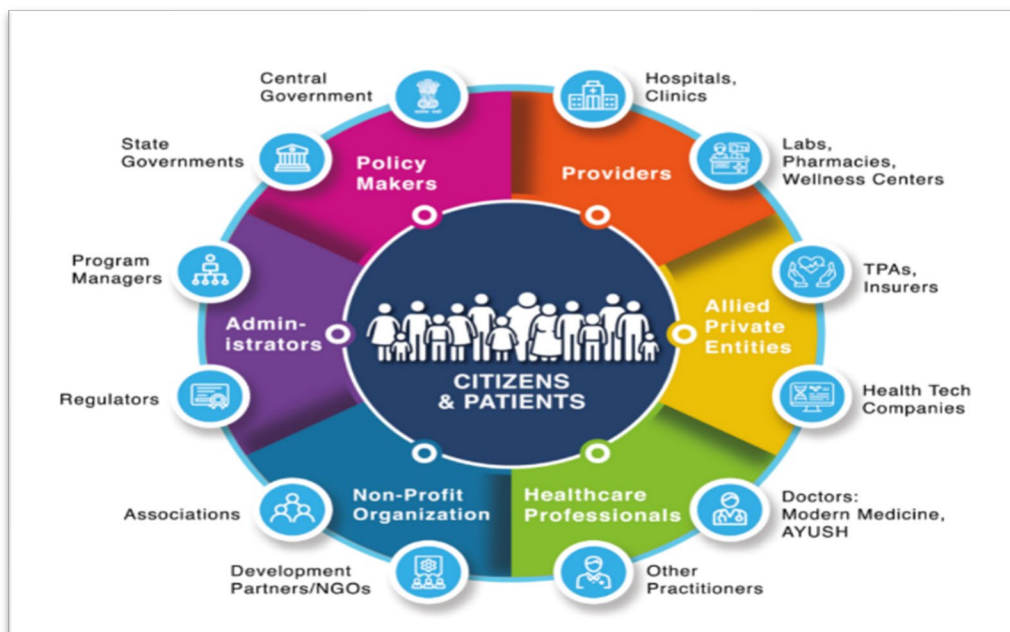 Central
Government
Hospitals,
Clinics
State
Governments
Policy
Makers
Providers
Labs,
Pharmacies,
Wellness Centers
Program
Managers
Admin-
istrators
Allied
Private
Entities
TPAs,
Insurers
CITIZENS
& PATIENTS
Regulators
Health Tech
Companies
Associations
Non-Profit
Organization
Healthcare
Professionals
Doctors:
Modern Medicine,
AYUSH
Development
Partners/NGOs
Other
Practitioners